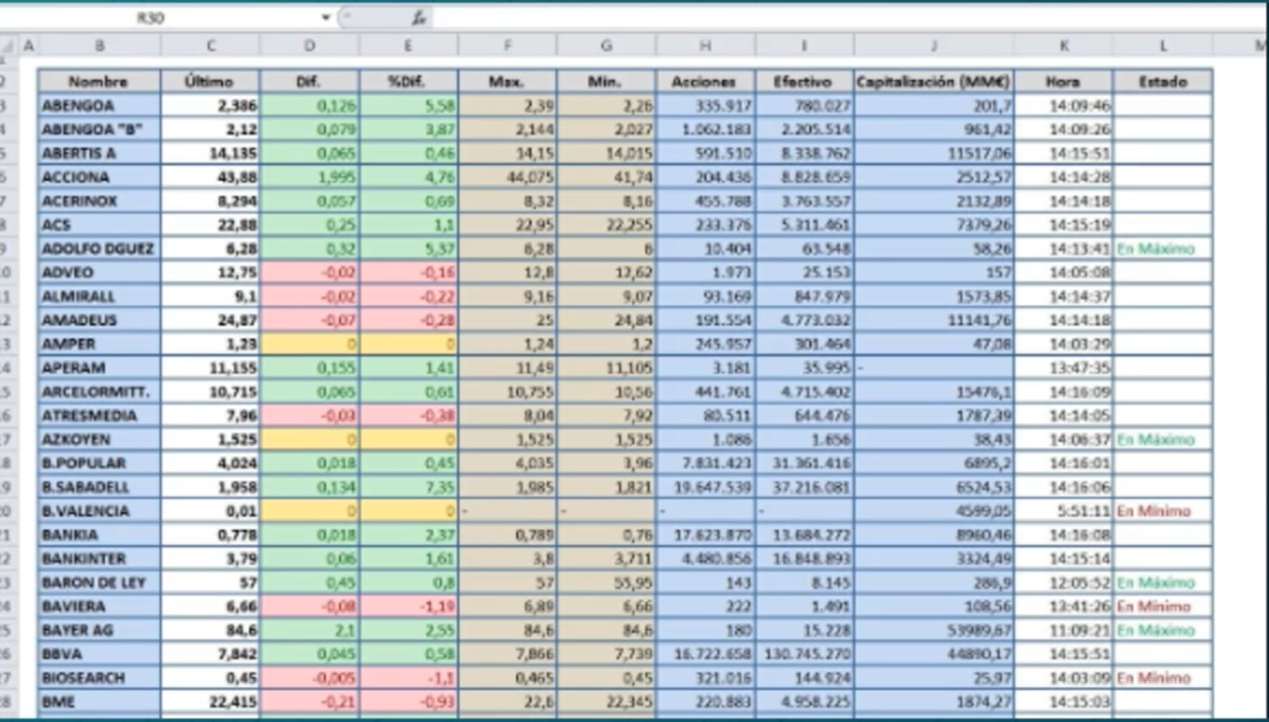 R30 fx
A B C D E F G H I J K L M
2 Nombre Último Dif. %Dif. Max. Min. Acciones Efectivo Capitalización (MM€) Hora Estado
3 ABENGOA 2,386 0,126 5,58 2,39 2,26 335.917 780.027 201,7 14:09:46
4 ABENGOA "B" 2,12 0,079 3,87 2,144 2,027 1.062.183 2.205.514 961,42 14:09:26
5 ABERTIS A 14,135 0,065 0,46 14,15 14,015 591.510 8.338.762 11517,06 14:15:51
6 ACCIONA 43,88 1,995 4,76 44,075 41,74 204.436 8.828.659 2512,57 14:14:28
7 ACERINOX 8,294 0,057 0,69 8,32 8,16 455.788 3.763.557 2132,89 14:14:18
8 ACS 22,88 0,25 1,1 22,95 22,255 233.376 5.311.461 7379,26 14:15:19
9 ADOLFO DGUEZ 6,28 0,32 5,37 6,28 6 10.404 63.548 58,26 14:13:41 En Máximo
10 ADVEO 12,75 -0,02 -0,16 12,8 12,62 1.973 25.153 157 14:05:08
11 ALMIRALL 9,1 -0,02 -0,22 9,16 9,07 93.169 847.979 1573,85 14:14:37
12 AMADEUS 24,87 -0,07 -0,28 25 24,84 191.554 4.773.032 11141,76 14:14:18
13 AMPER 1,23 0 0 1,24 1,2 245.957 301.464 47,08 14:03:29
14 APERAM 11,155 0,155 1,41 11,49 11,105 3.181 35.995 - 13:47:35
15 ARCELORMITT. 10,715 0,065 0,61 10,755 10,56 441.761 4.715.402 15476,1 14:16:09
16 ATRESMEDIA 7,96 -0,03 -0,38 8,04 7,92 80.511 644.476 1787,39 14:14:05
17 AZKOYEN 1,525 0 0 1,525 1,525 1.086 1.656 38,43 14:06:37 En Máximo
18 B.POPULAR 4,024 0,018 0,45 4,035 3,96 7.831.423 31.361.416 6895,2 14:16:01
19 B.SABADELL 1,958 0,134 7,35 1,985 1,821 19.647.539 37.216.081 6524,53 14:16:06
20 B.VALENCIA 0,01 0 0 - - - - 4599,05 5:51:11 En Mínimo
21 BANKIA 0,778 0,018 2,37 0,789 0,76 17.623.870 13.684.272 8960,46 14:16:08
22 BANKINTER 3,79 0,06 1,61 3,8 3,711 4.480.856 16.848.893 3324,49 14:15:14
23 BARON DE LEY 57 0,45 0,8 57 55,95 143 8.145 286,9 12:05:52 En Máximo
24 BAVIERA 6,66 -0,08 -1,19 6,89 6,66 222 1.491 108,56 13:41:26 En Mínimo
25 BAYER AG 84,6 2,1 2,55 84,6 84,6 180 15.228 53989,67 11:09:21 En Máximo
26 BBVA 7,842 0,045 0,58 7,866 7,739 16.722.658 130.745.270 44890,17 14:15:51
27 BIOSEARCH 0,45 -0,005 -1,1 0,465 0,45 321.016 144.924 25,97 14:03:09 En Mínimo
28 BME 22,415 -0,21 -0,93 22,6 22,345 220.883 4.958.225 1874,27 14:15:03